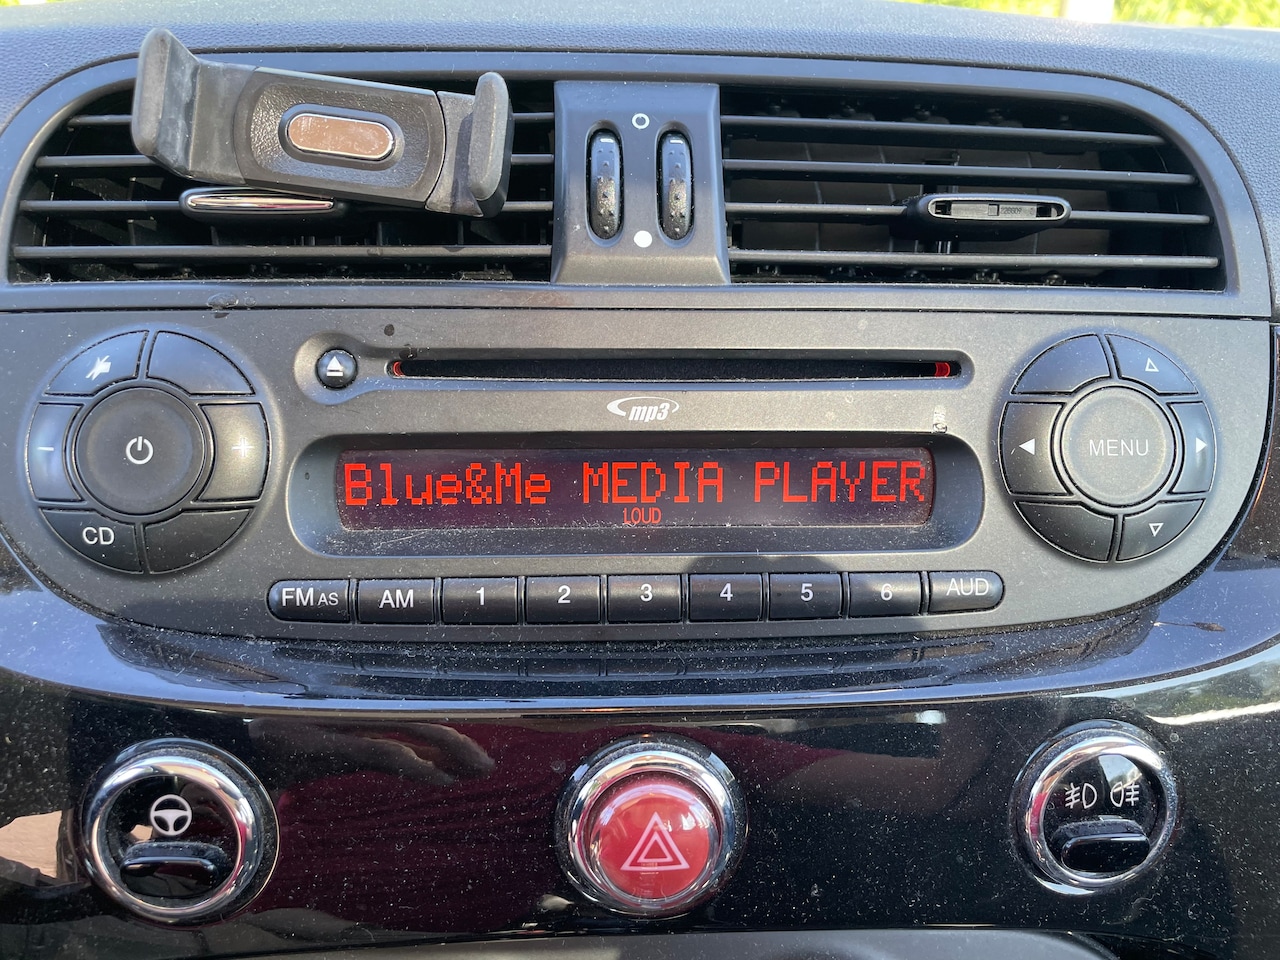 mp3
Blue&Me MEDIA PLAYER
LOUD
MENU
CD
FM AS AM 1 2 3 4 5 6 AUD